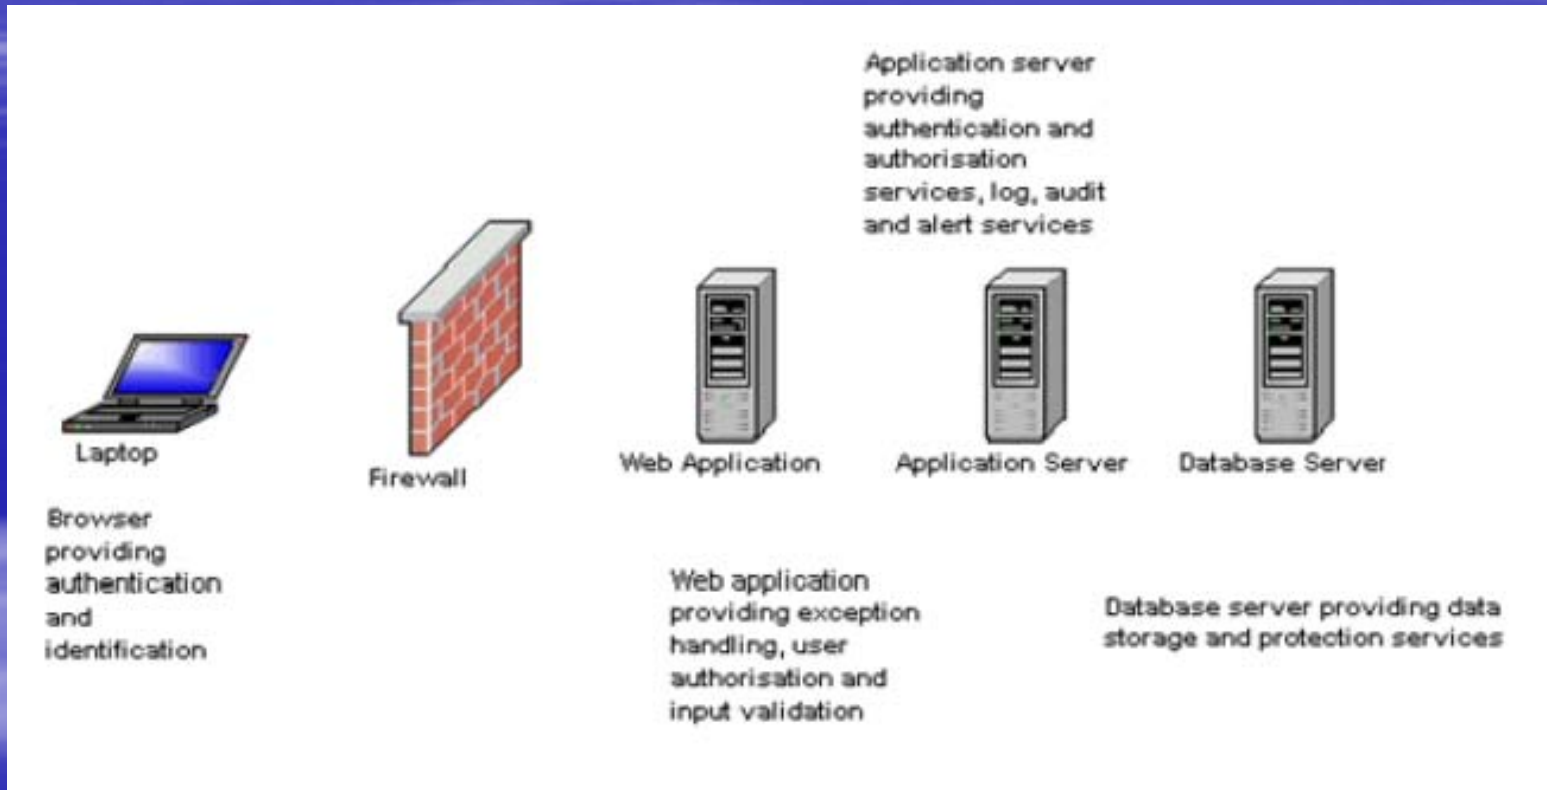 Application server
providing
authentication and
authorisation
services, log, audit
and alert services
Laptop
Firewall
Web Application
Application Server
Database Server
Browser
providing
authentication
and
identification
Web application
providing exception
handling, user
authorisation and
input validation
Database server providing data
storage and protection services